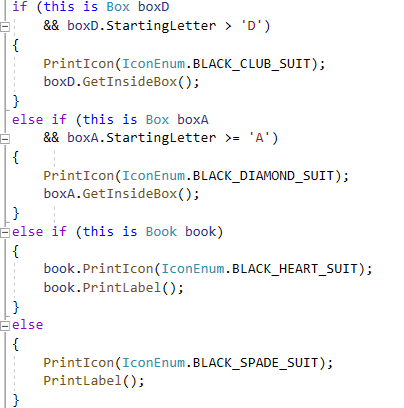 if (this is Box boxD
&& boxD.StartingLetter > 'D')
{
PrintIcon(IconEnum.BLACK_CLUB_SUIT);
boxD.GetInsideBox();
}
else if (this is Box boxA
&& boxA.StartingLetter >= 'A')
{
PrintIcon(IconEnum.BLACK_DIAMOND_SUIT);
boxA.GetInsideBox();
}
else if (this is Book book)
{
book.PrintIcon(IconEnum.BLACK_HEART_SUIT);
book.PrintLabel();
}
else
{
PrintIcon(IconEnum.BLACK_SPADE_SUIT);
PrintLabel();
}